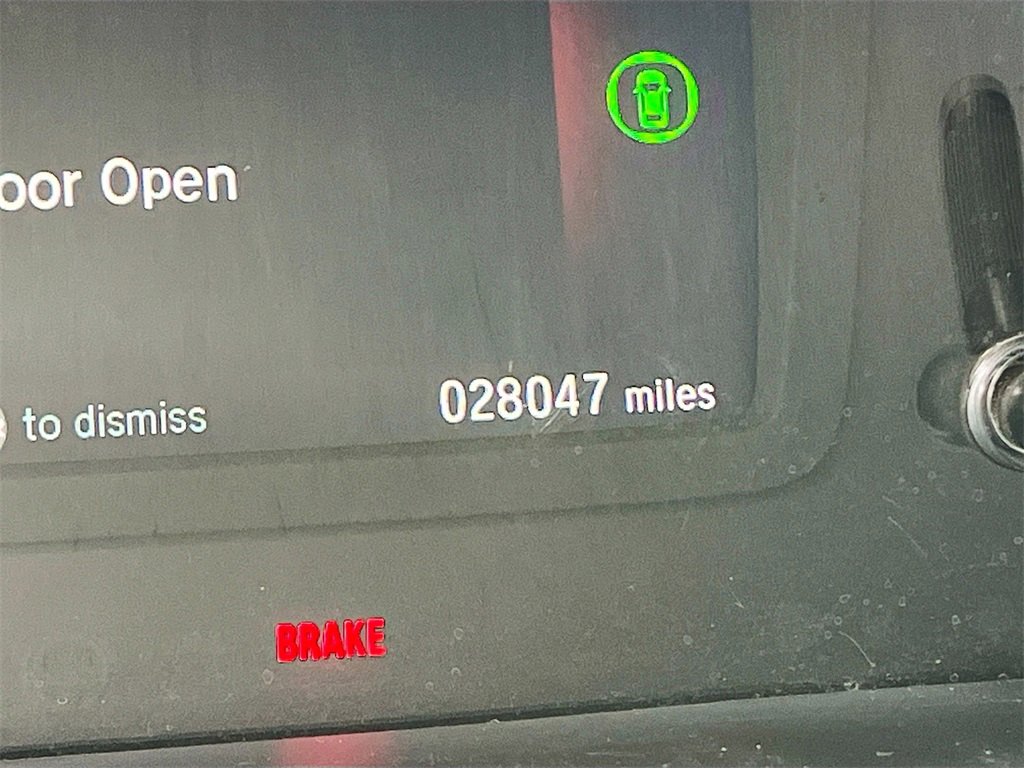 oor Open
to dismiss
028047 miles
BRAKE